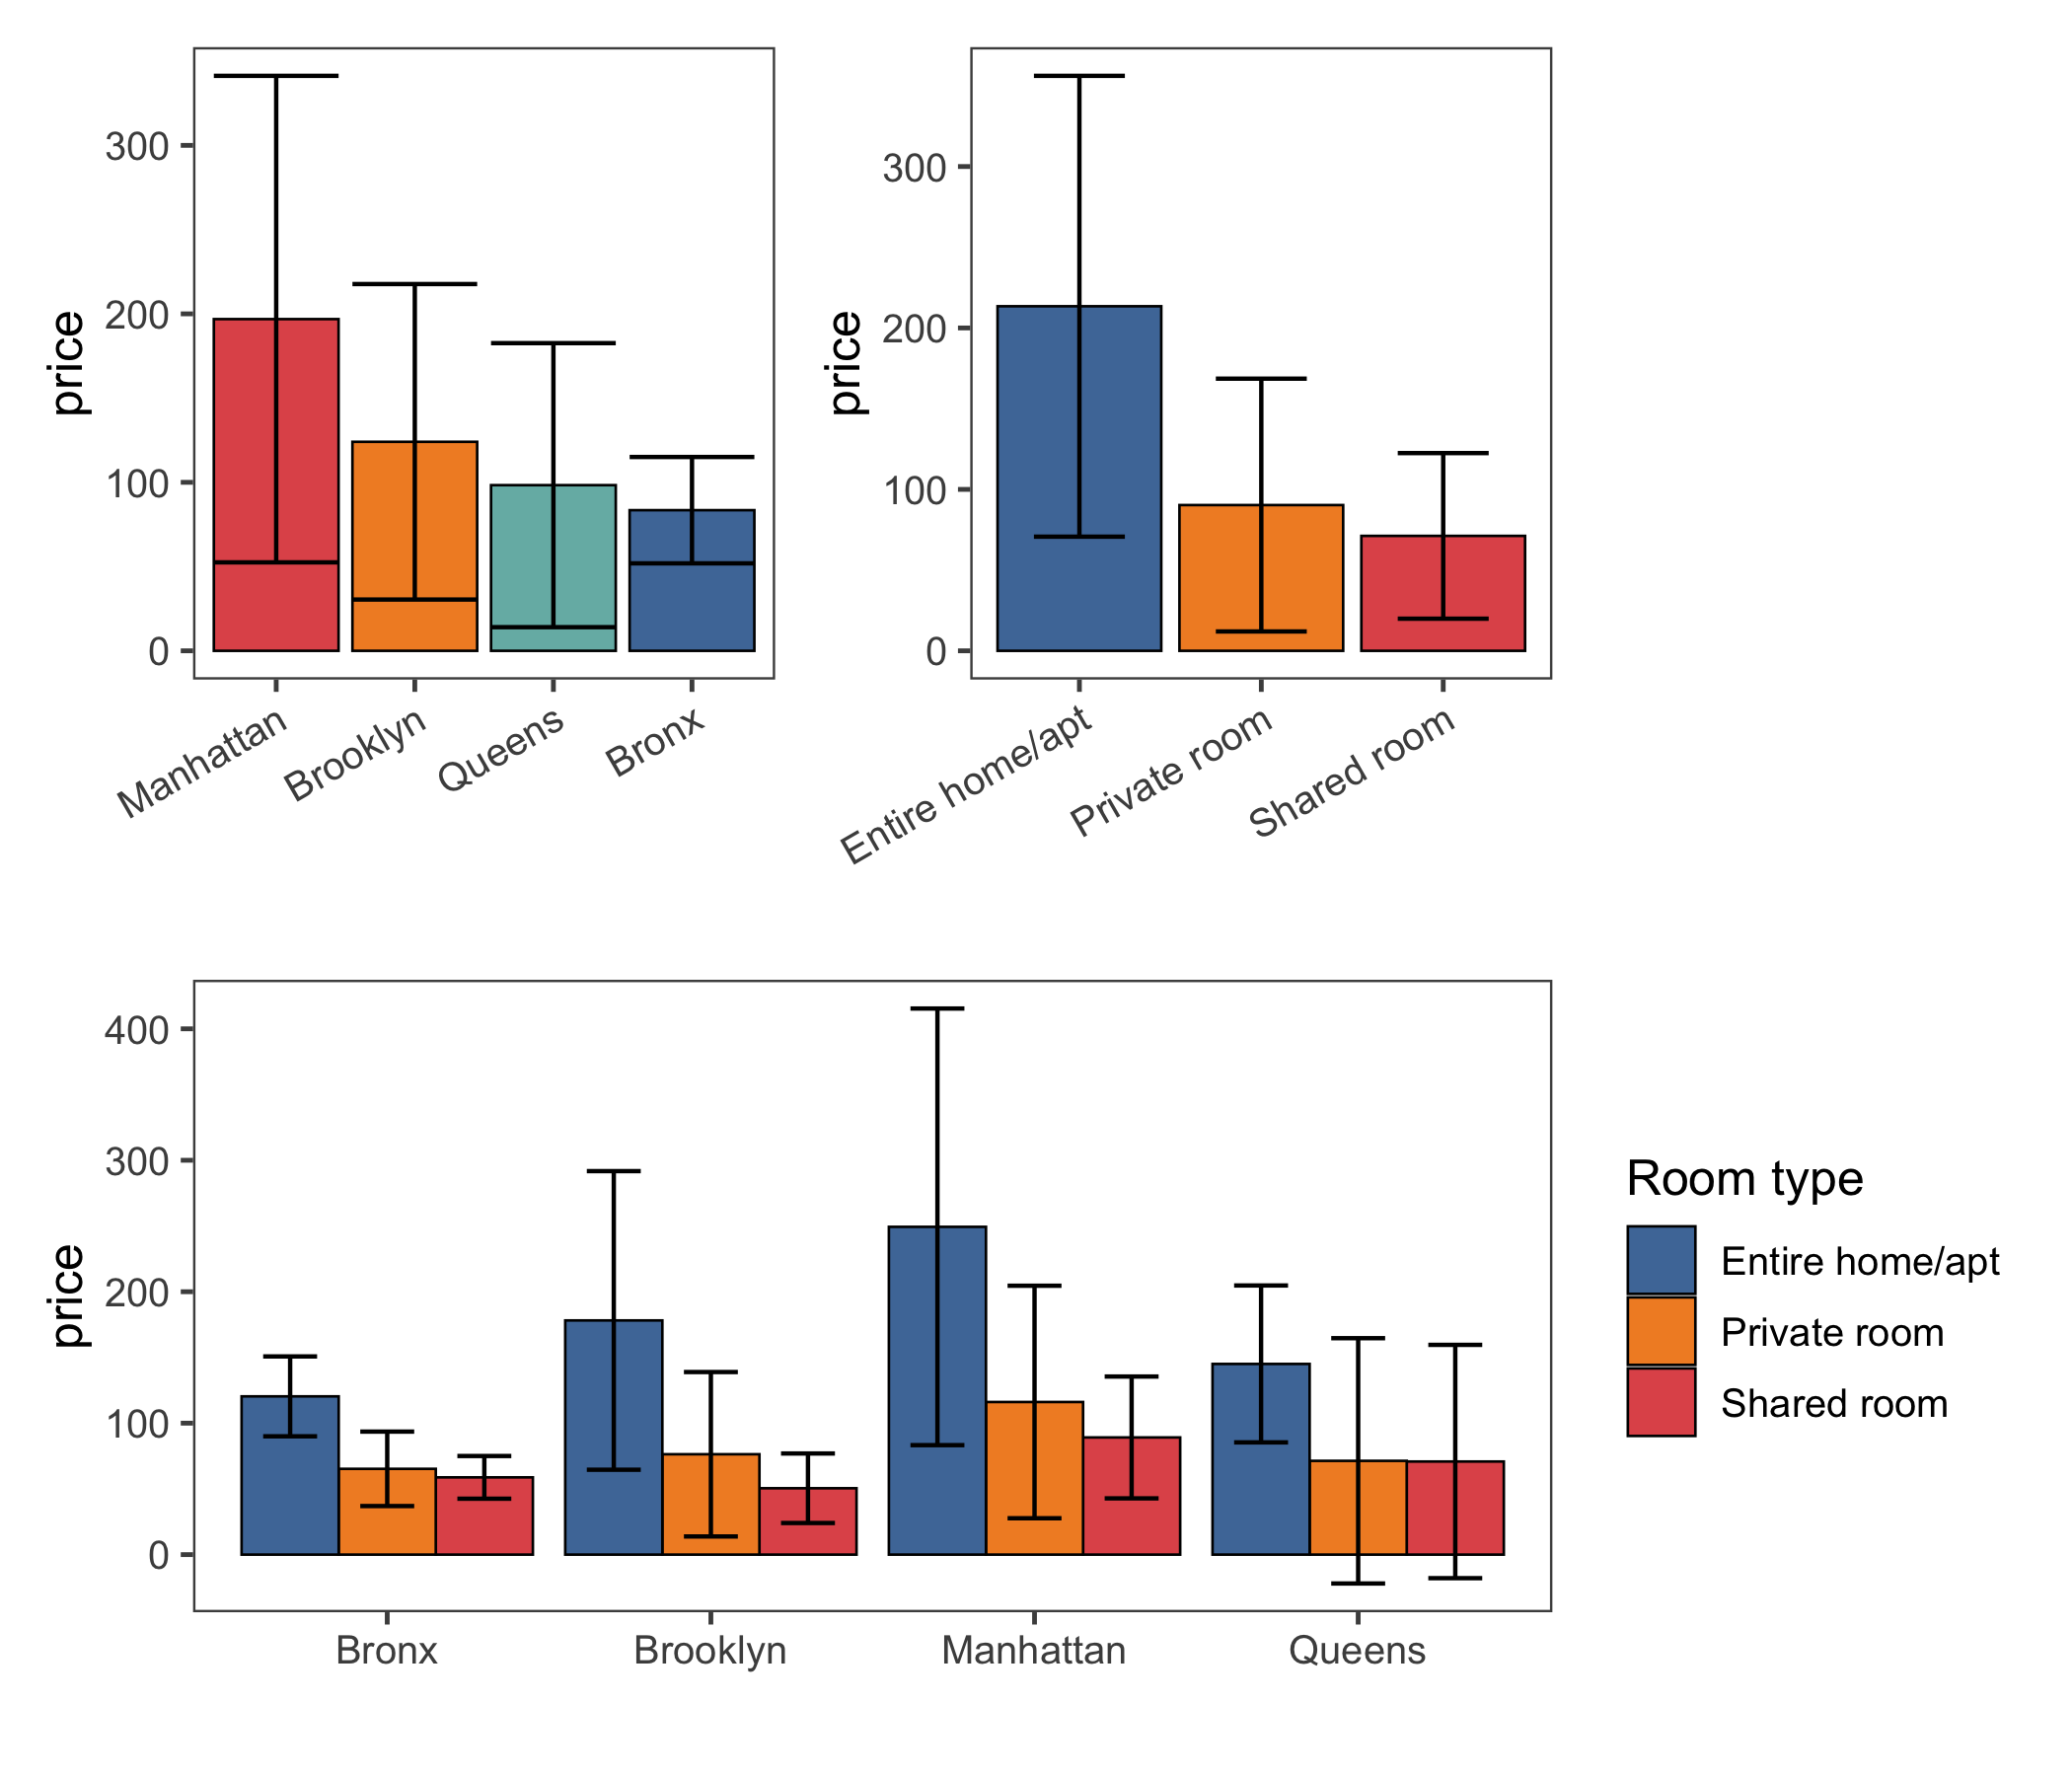 price
300
200
100
0
Manhattan
Brooklyn
Queens
Bronx
price
300
200
100
0
Entire home/apt
Private room
Shared room
price
400
300
200
100
0
Bronx
Brooklyn
Manhattan
Queens
Room type
Entire home/apt
Private room
Shared room